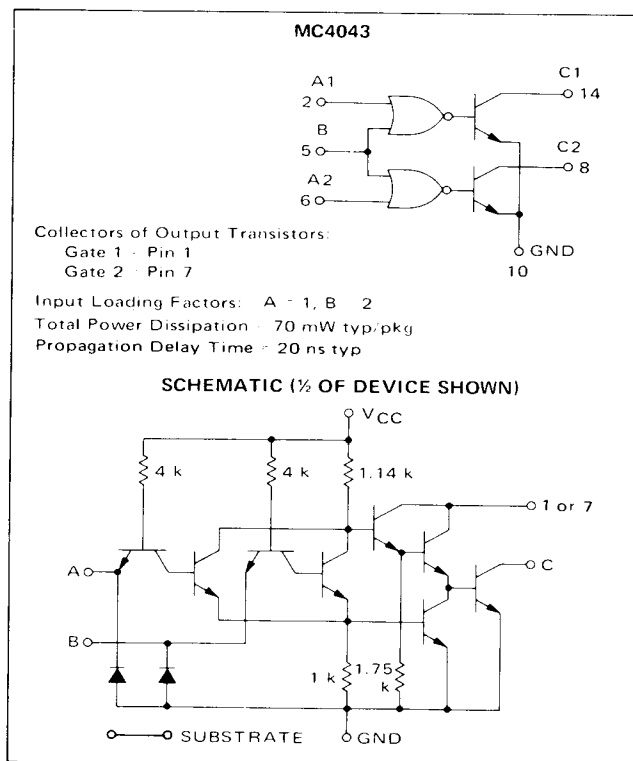 MC4043
A1
2
B
5
A2
6
C1
14
C2
8
GND
10
Collectors of Output Transistors:
Gate 1 - Pin 1
Gate 2 - Pin 7
Input Loading Factors: A = 1, B 2
Total Power Dissipation - 70 mW typ/pkg
Propagation Delay Time = 20 ns typ
SCHEMATIC (½ OF DEVICE SHOWN)
VCC
4 k
4 k
1.14 k
1 or 7
A
C
B
1 k
1.75
k
SUBSTRATE
GND